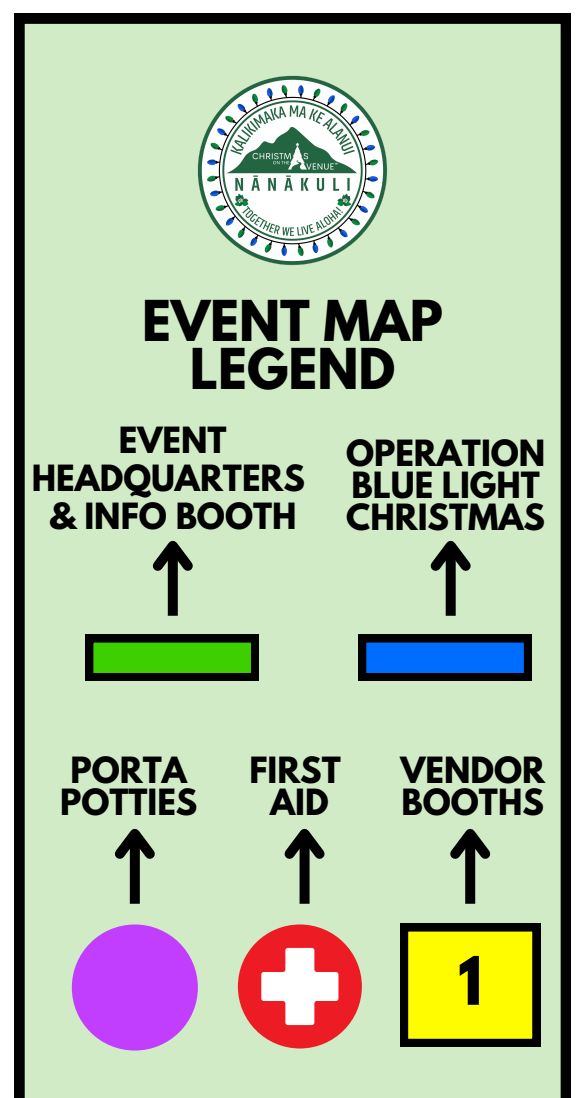 KALIKIMAKA MA KE ALANUI
CHRISTMAS
ON THE AVENUE
NĀNĀKULI
TOGETHER WE LIVE ALOHA!
EVENT MAP
LEGEND
EVENT
HEADQUARTERS
& INFO BOOTH
OPERATION
BLUE LIGHT
CHRISTMAS
PORTA
POTTIES
FIRST
AID
VENDOR
BOOTHS
1